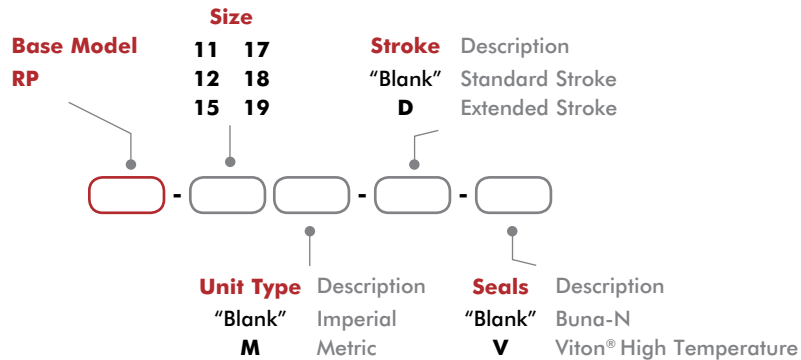 Size
Base Model
RP
11 17
12 18
15 19
Stroke Description
“Blank” Standard Stroke
D Extended Stroke
- - -
Unit Type Description
“Blank” Imperial
M Metric
Seals Description
“Blank” Buna-N
V Viton® High Temperature